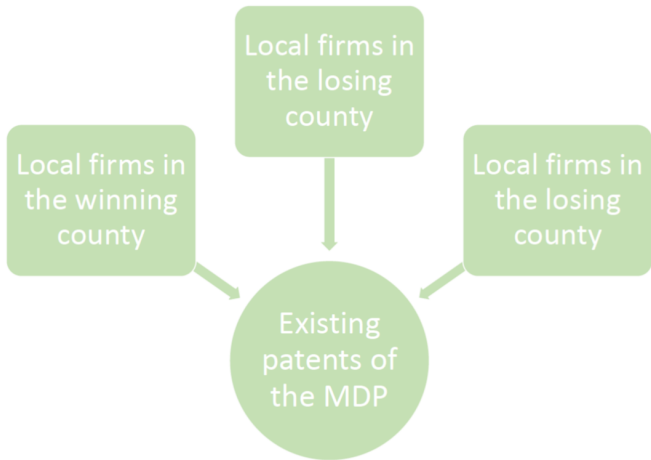 Local firms in
the losing
county
Local firms in
the winning
county
Local firms in
the losing
county
Existing
patents of
the MDP